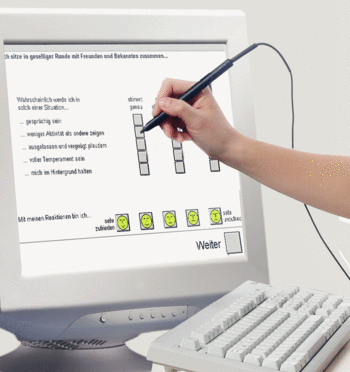 ch sitze in geselliger Runde mit Freunden und Bekannten zusammen...
Wahrscheinlich werde ich in
solch einer Situation...
stimmt
genau
... gesprächig sein
... weniger Aktivität als andere zeigen
... ausgelassen und vergnügt plaudern
... voller Temperament sein
... mich im Hintergrund halten
Mit meinen Reaktionen bin ich...
sehr
zufrieden
sehr
Weiter